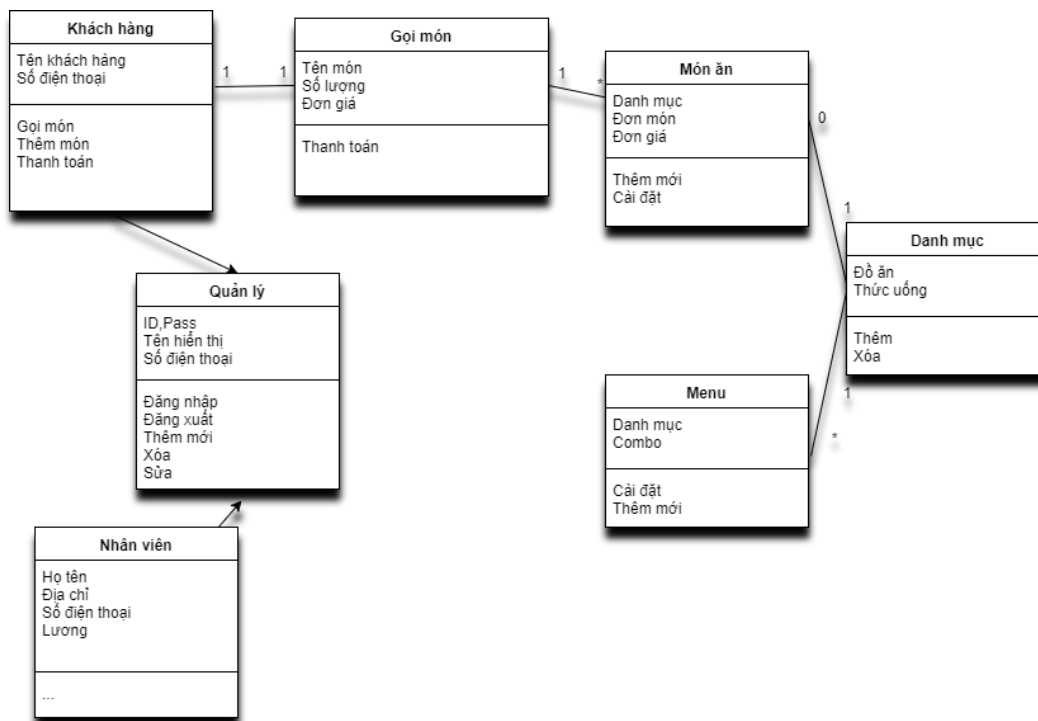 Khách hàng
Tên khách hàng
Số điện thoại
Gọi món
Thêm món
Thanh toán
1
1
Gọi món
Tên món
Số lượng
Đơn giá
Thanh toán
1
*
Món ăn
Danh mục
Đơn món
Đơn giá
Thêm mới
Cải đặt
0
1
Danh mục
Đồ ăn
Thức uống
Thêm
Xóa
1
*
Menu
Danh mục
Combo
Cải đặt
Thêm mới
Quản lý
ID,Pass
Tên hiển thị
Số điện thoại
Đăng nhập
Đăng xuất
Thêm mới
Xóa
Sửa
Nhân viên
Họ tên
Địa chỉ
Số điện thoại
Lương
...